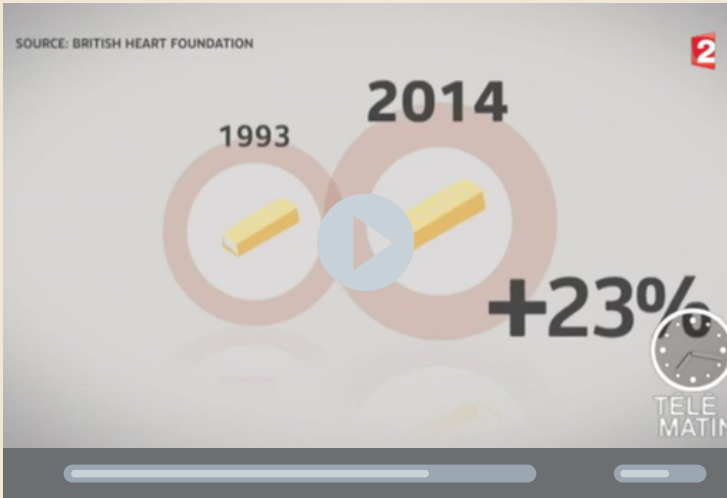 SOURCE: BRITISH HEART FOUNDATION
2
2014
1993
+23%
TÉLÉ
MATIN